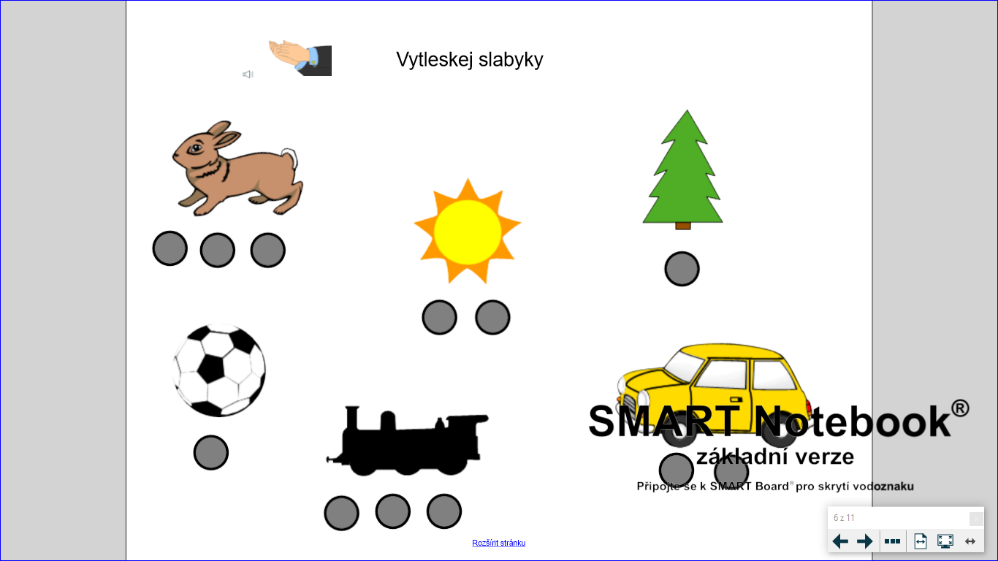 Vytleskej slabyky
SMART Notebook®
základní verze
Připojte se k SMART Board® pro skrytí vodoznaku
6 z 11
Rozšířit stránku